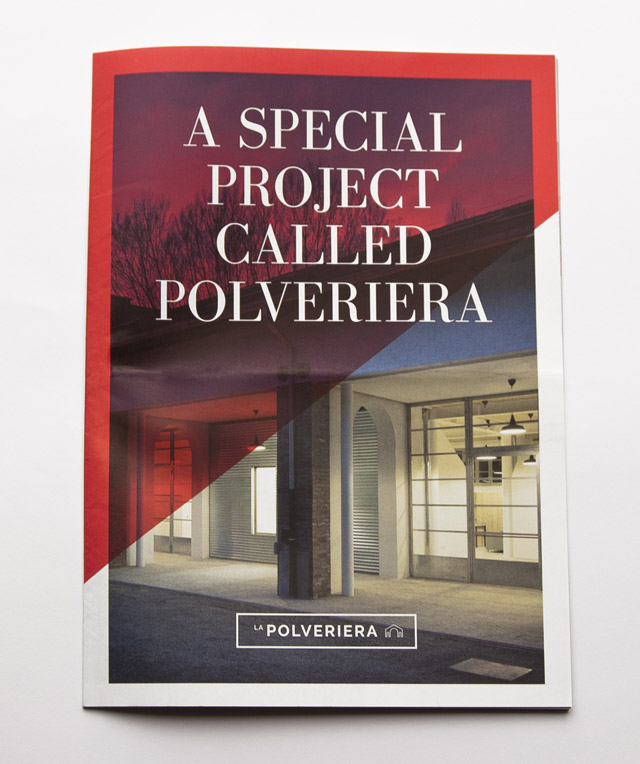 A SPECIAL
PROJECT
CALLED
POLVERIERA
LA POLVERIERA